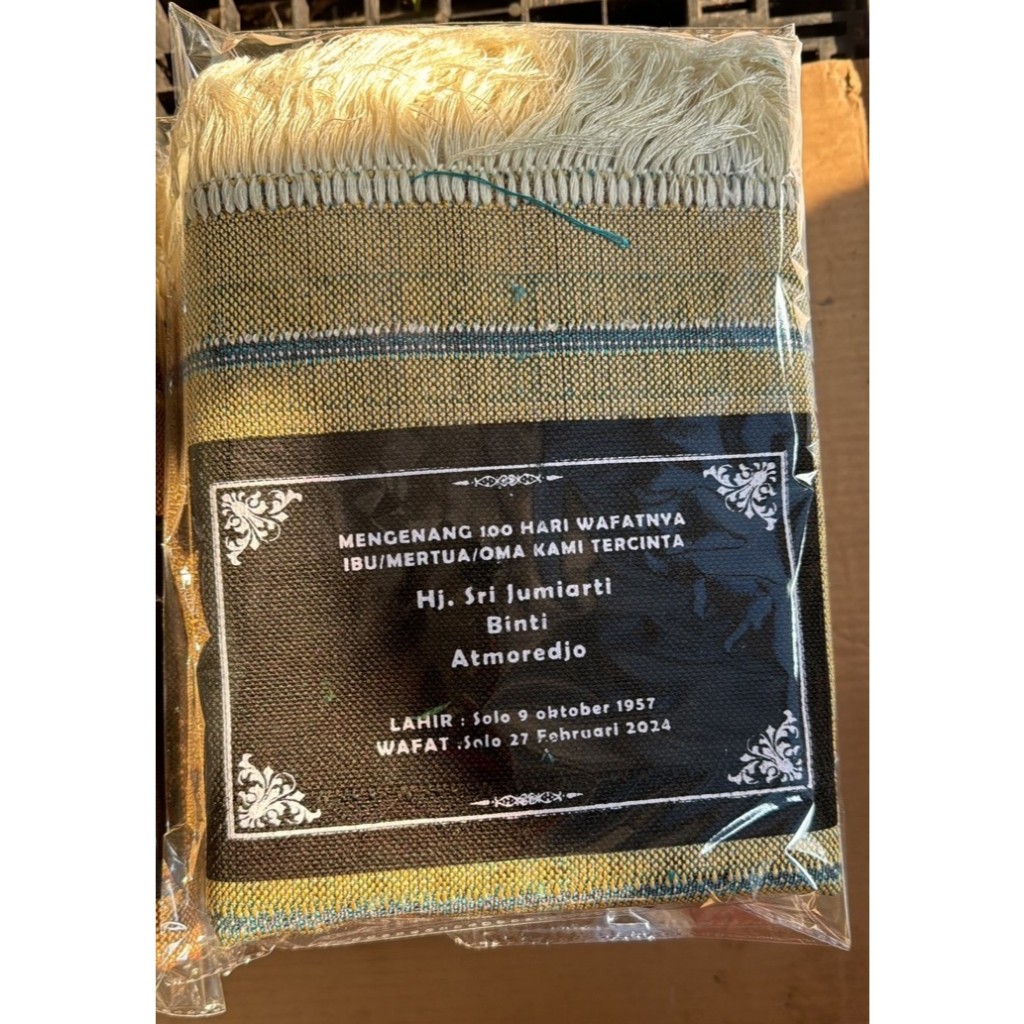 MENGENANG 100 HARI WAFATNYA
IBU/MERTUA/OMA KAMI TERCINTA
Hj. Sri Jumiarti
Binti
Atmoredjo
LAHIR : Solo 9 oktober 1957
WAFAT : Solo 27 Februari 2024